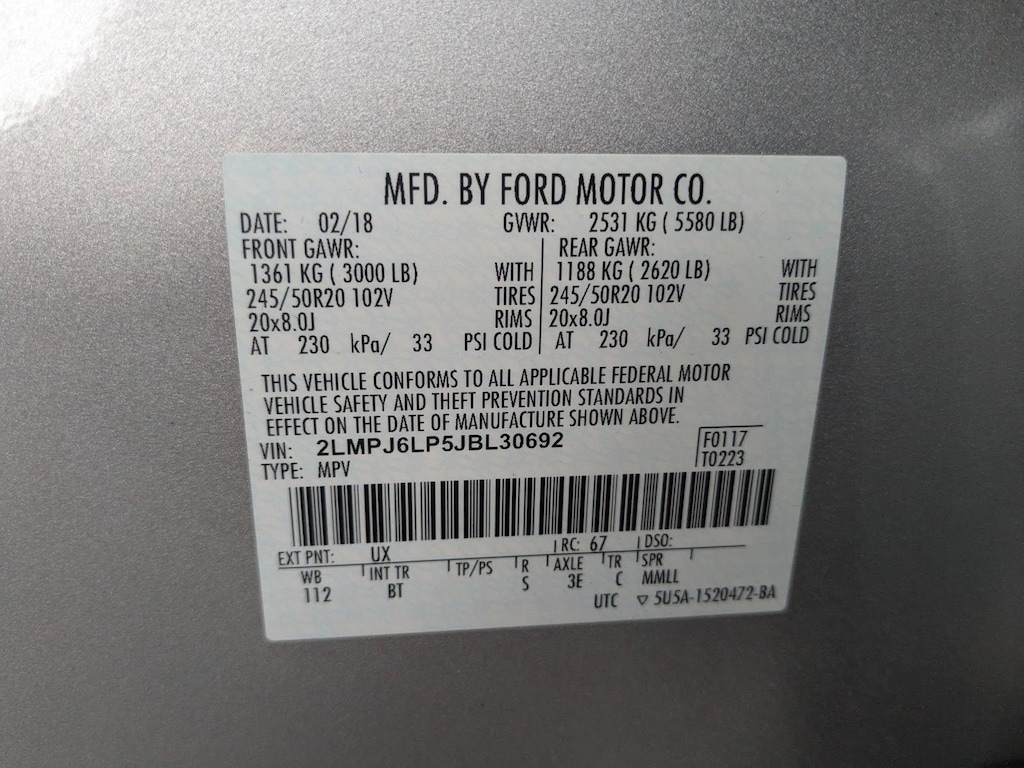 MFD. BY FORD MOTOR CO.
DATE: 02/18 GVWR: 2531 KG ( 5580 LB)
FRONT GAWR: REAR GAWR:
1361 KG ( 3000 LB) WITH 1188 KG ( 2620 LB) WITH
245/50R20 102V TIRES 245/50R20 102V TIRES
20x8.0J RIMS 20x8.0J RIMS
AT 230 kPa/ 33 PSI COLD AT 230 kPa/ 33 PSI COLD
THIS VEHICLE CONFORMS TO ALL APPLICABLE FEDERAL MOTOR
VEHICLE SAFETY AND THEFT PREVENTION STANDARDS IN
EFFECT ON THE DATE OF MANUFACTURE SHOWN ABOVE.
VIN: 2LMPJ6LP5JBL30692 F0117
TYPE: MPV T0223
EXT PNT: UX RC: 67 DSO:
WB INT TR TP/PS R AXLE TR SPR
112 BT S 3E C MMLL
UTC ▽ 5U5A-1520472-BA